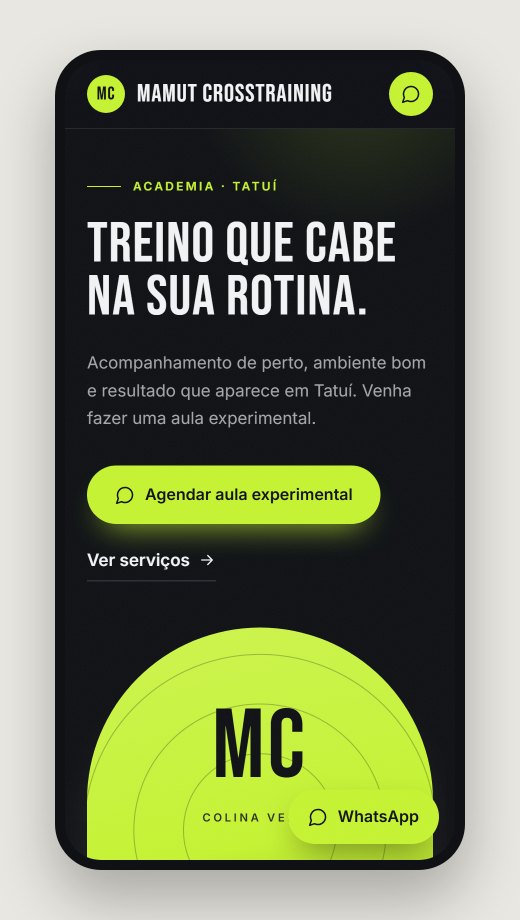 MC MAMUT CROSSTRAINING
ACADEMIA · TATUÍ
TREINO QUE CABE
NA SUA ROTINA.
Acompanhamento de perto, ambiente bom
e resultado que aparece em Tatuí. Venha
fazer uma aula experimental.
Agendar aula experimental
Ver serviços →
MC
COLINA VE
WhatsApp